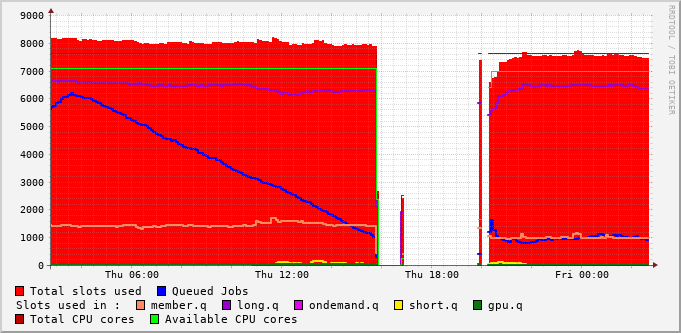 RRDTOOL / TOBI OETIKER
9000
8000
7000
6000
5000
4000
3000
2000
1000
0
Thu 06:00 Thu 12:00 Thu 18:00 Fri 00:00
Total slots used Queued Jobs
Slots used in : member.q long.q ondemand.q short.q gpu.q
Total CPU cores Available CPU cores